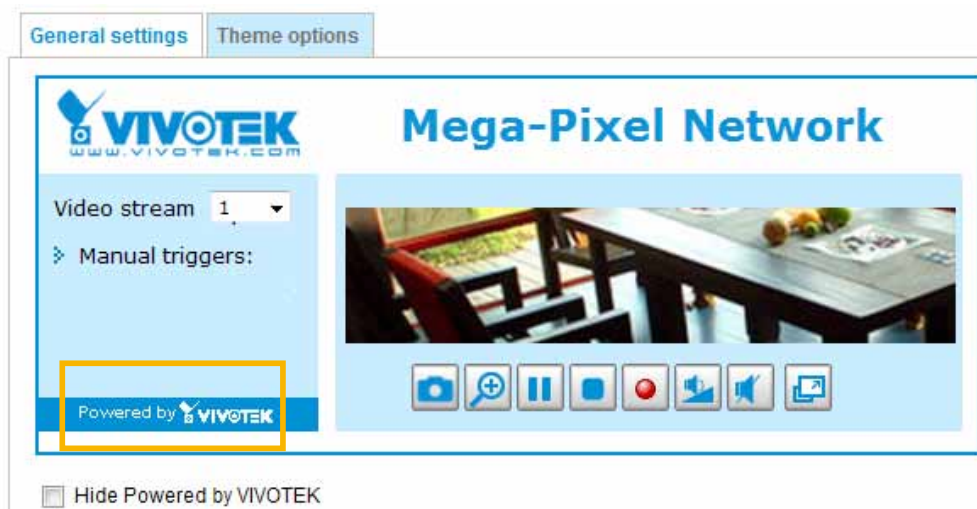 General settings
Theme options
VIVOTEK
www.vivotek.com
Mega-Pixel Network
Video stream 1
Manual triggers:
Powered by VIVOTEK
Hide Powered by VIVOTEK